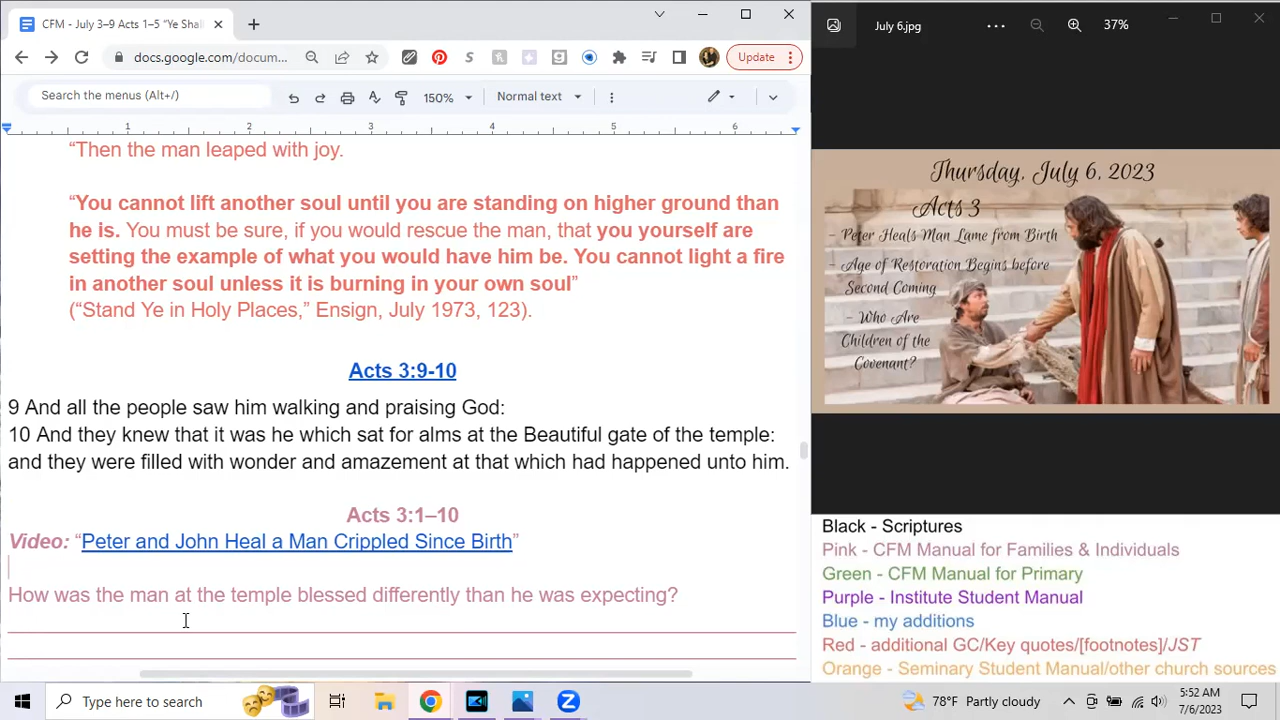 CFM - July 3–9 Acts 1–5 "Ye Shal
docs.google.com/docum...
Update
Search the menus (Alt+/)
150%
Normal text
1 2 3 4 5 6
“Then the man leaped with joy.
“You cannot lift another soul until you are standing on higher ground than
he is. You must be sure, if you would rescue the man, that you yourself are
setting the example of what you would have him be. You cannot light a fire
in another soul unless it is burning in your own soul”
(“Stand Ye in Holy Places,” Ensign, July 1973, 123).
Acts 3:9-10
9 And all the people saw him walking and praising God:
10 And they knew that it was he which sat for alms at the Beautiful gate of the temple:
and they were filled with wonder and amazement at that which had happened unto him.
Acts 3:1–10
Video: “Peter and John Heal a Man Crippled Since Birth”
How was the man at the temple blessed differently than he was expecting?
July 6.jpg
37%
Thursday, July 6, 2023
Acts 3
- Peter Heals Man Lame from Birth
- Age of Restoration Begins before
Second Coming
- Who Are
Children of the
Covenant?
Black - Scriptures
Pink - CFM Manual for Families & Individuals
Green - CFM Manual for Primary
Purple - Institute Student Manual
Blue - my additions
Red - additional GC/Key quotes/[footnotes]/JST
Orange - Seminary Student Manual/other church sources
Type here to search
78°F Partly cloudy
:52 AM
7/6/2023